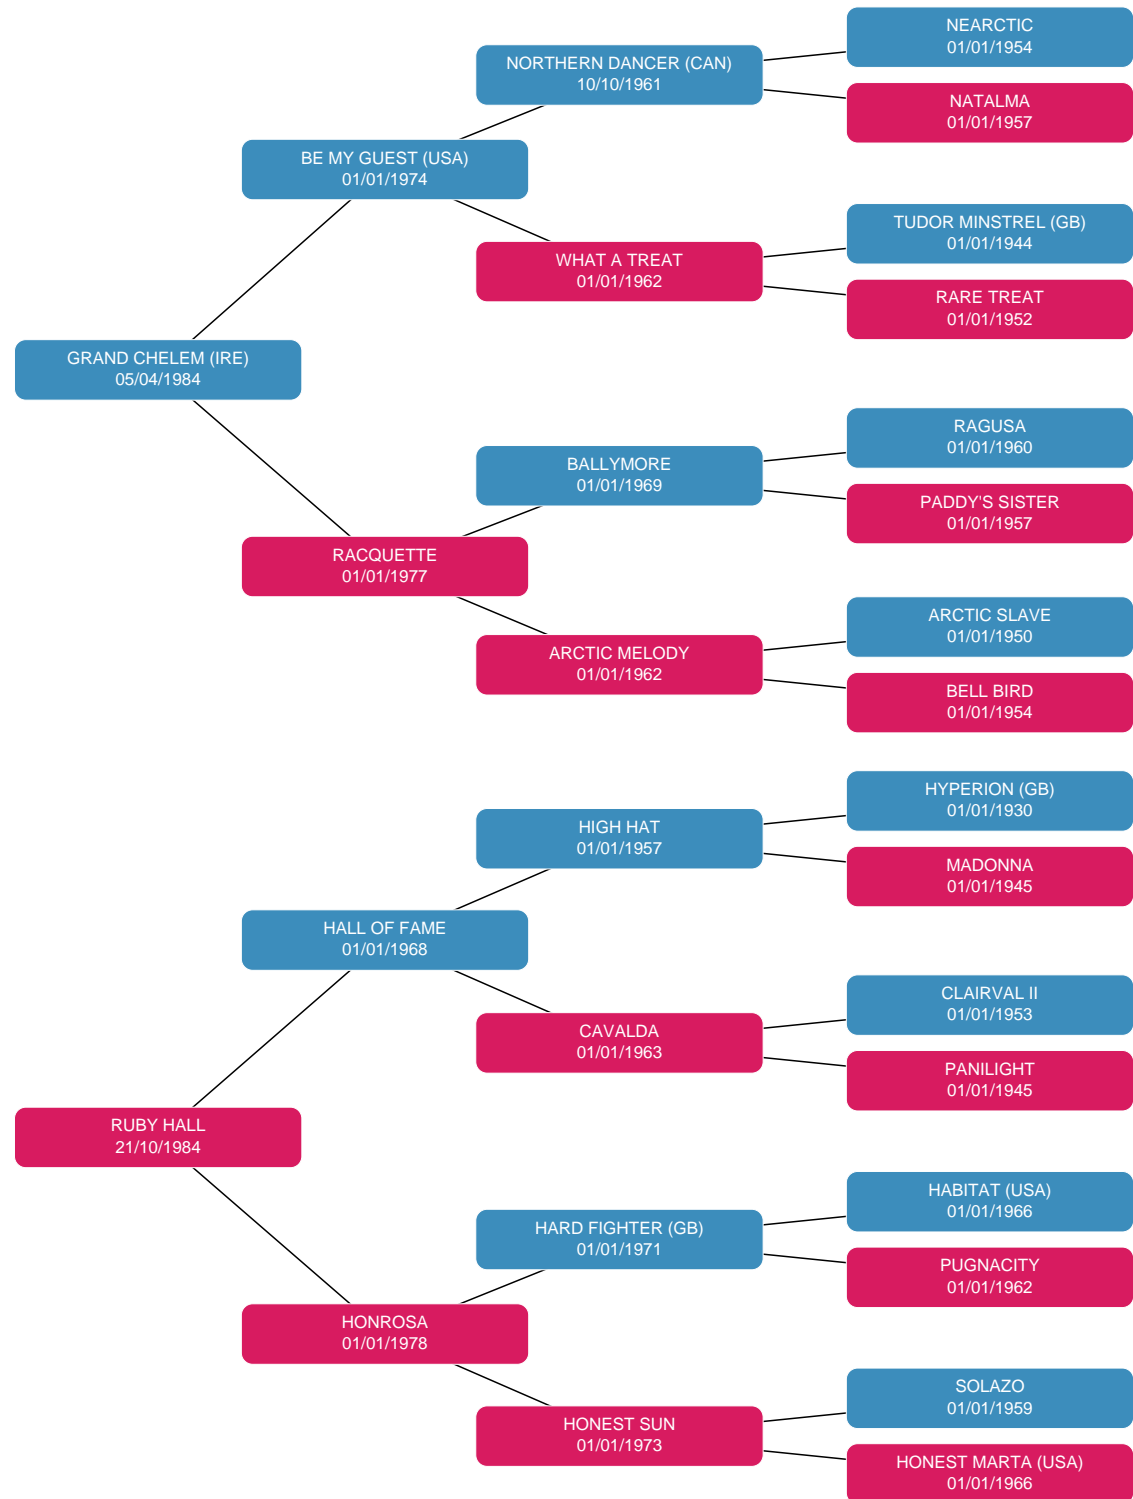 NEARCTIC
01/01/1954
NORTHERN DANCER (CAN)
10/10/1961
NATALMA
01/01/1957
BE MY GUEST (USA)
01/01/1974
TUDOR MINSTREL (GB)
01/01/1944
WHAT A TREAT
01/01/1962
RARE TREAT
01/01/1952
GRAND CHELEM (IRE)
05/04/1984
RAGUSA
01/01/1960
BALLYMORE
01/01/1969
PADDY'S SISTER
01/01/1957
RACQUETTE
01/01/1977
ARCTIC SLAVE
01/01/1950
ARCTIC MELODY
01/01/1962
BELL BIRD
01/01/1954
HYPERION (GB)
01/01/1930
HIGH HAT
01/01/1957
MADONNA
01/01/1945
HALL OF FAME
01/01/1968
CLAIRVAL II
01/01/1953
CAVALDA
01/01/1963
PANILIGHT
01/01/1945
RUBY HALL
21/10/1984
HABITAT (USA)
01/01/1966
HARD FIGHTER (GB)
01/01/1971
PUGNACITY
01/01/1962
HONROSA
01/01/1978
SOLAZO
01/01/1959
HONEST SUN
01/01/1973
HONEST MARTA (USA)
01/01/1966